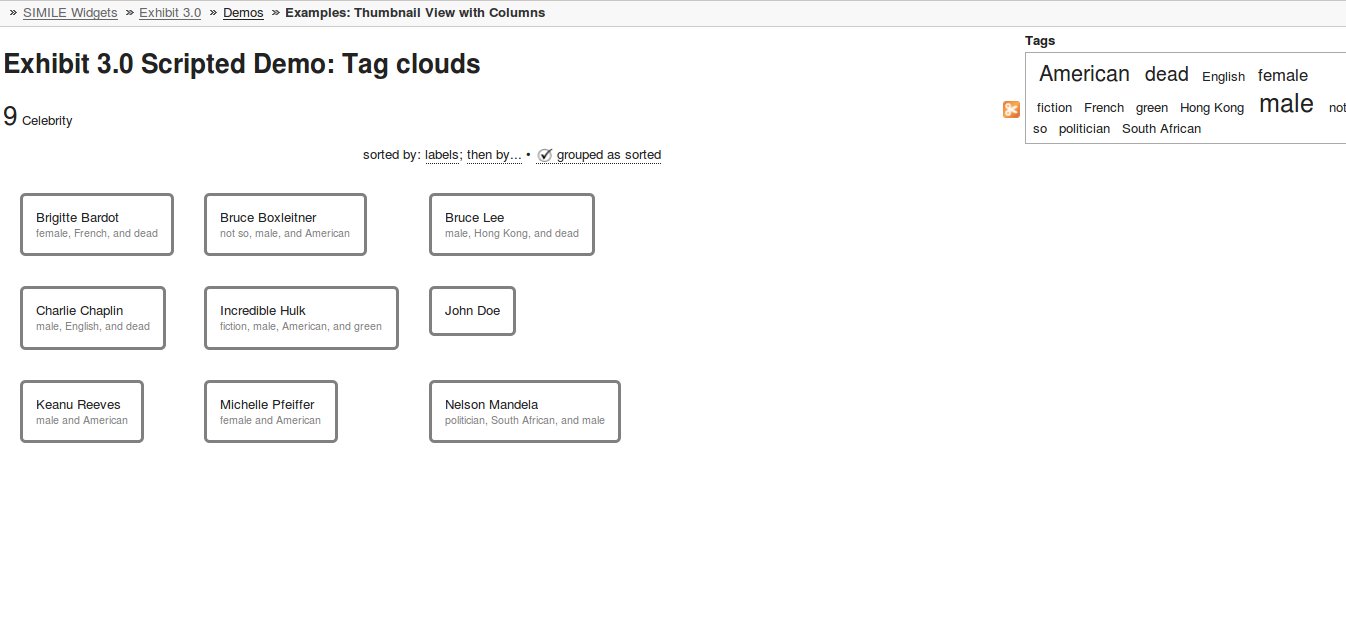 » SIMILE Widgets » Exhibit 3.0 » Demos » Examples: Thumbnail View with Columns
Exhibit 3.0 Scripted Demo: Tag clouds
9 Celebrity
sorted by: labels; then by... • grouped as sorted
Brigitte Bardot
female, French, and dead
Bruce Boxleitner
not so, male, and American
Bruce Lee
male, Hong Kong, and dead
Charlie Chaplin
male, English, and dead
Incredible Hulk
fiction, male, American, and green
John Doe
Keanu Reeves
male and American
Michelle Pfeiffer
female and American
Nelson Mandela
politician, South African, and male
Tags
American dead English female
fiction French green Hong Kong male not
so politician South African